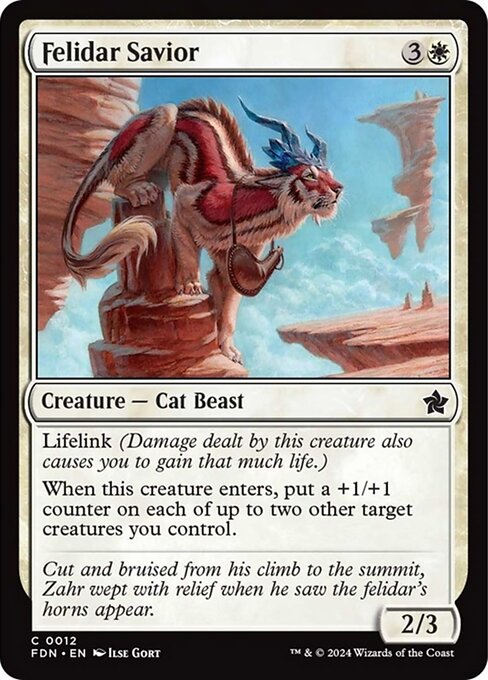 Felidar Savior 3
Creature — Cat Beast
Lifelink (Damage dealt by this creature also
causes you to gain that much life.)
When this creature enters, put a +1/+1
counter on each of up to two other target
creatures you control.
Cut and bruised from his climb to the summit,
Zahr wept with relief when he saw the felidar's
horns appear.
2/3
C 0012
FDN • EN Ilse Gort ™ & © 2024 Wizards of the Coast